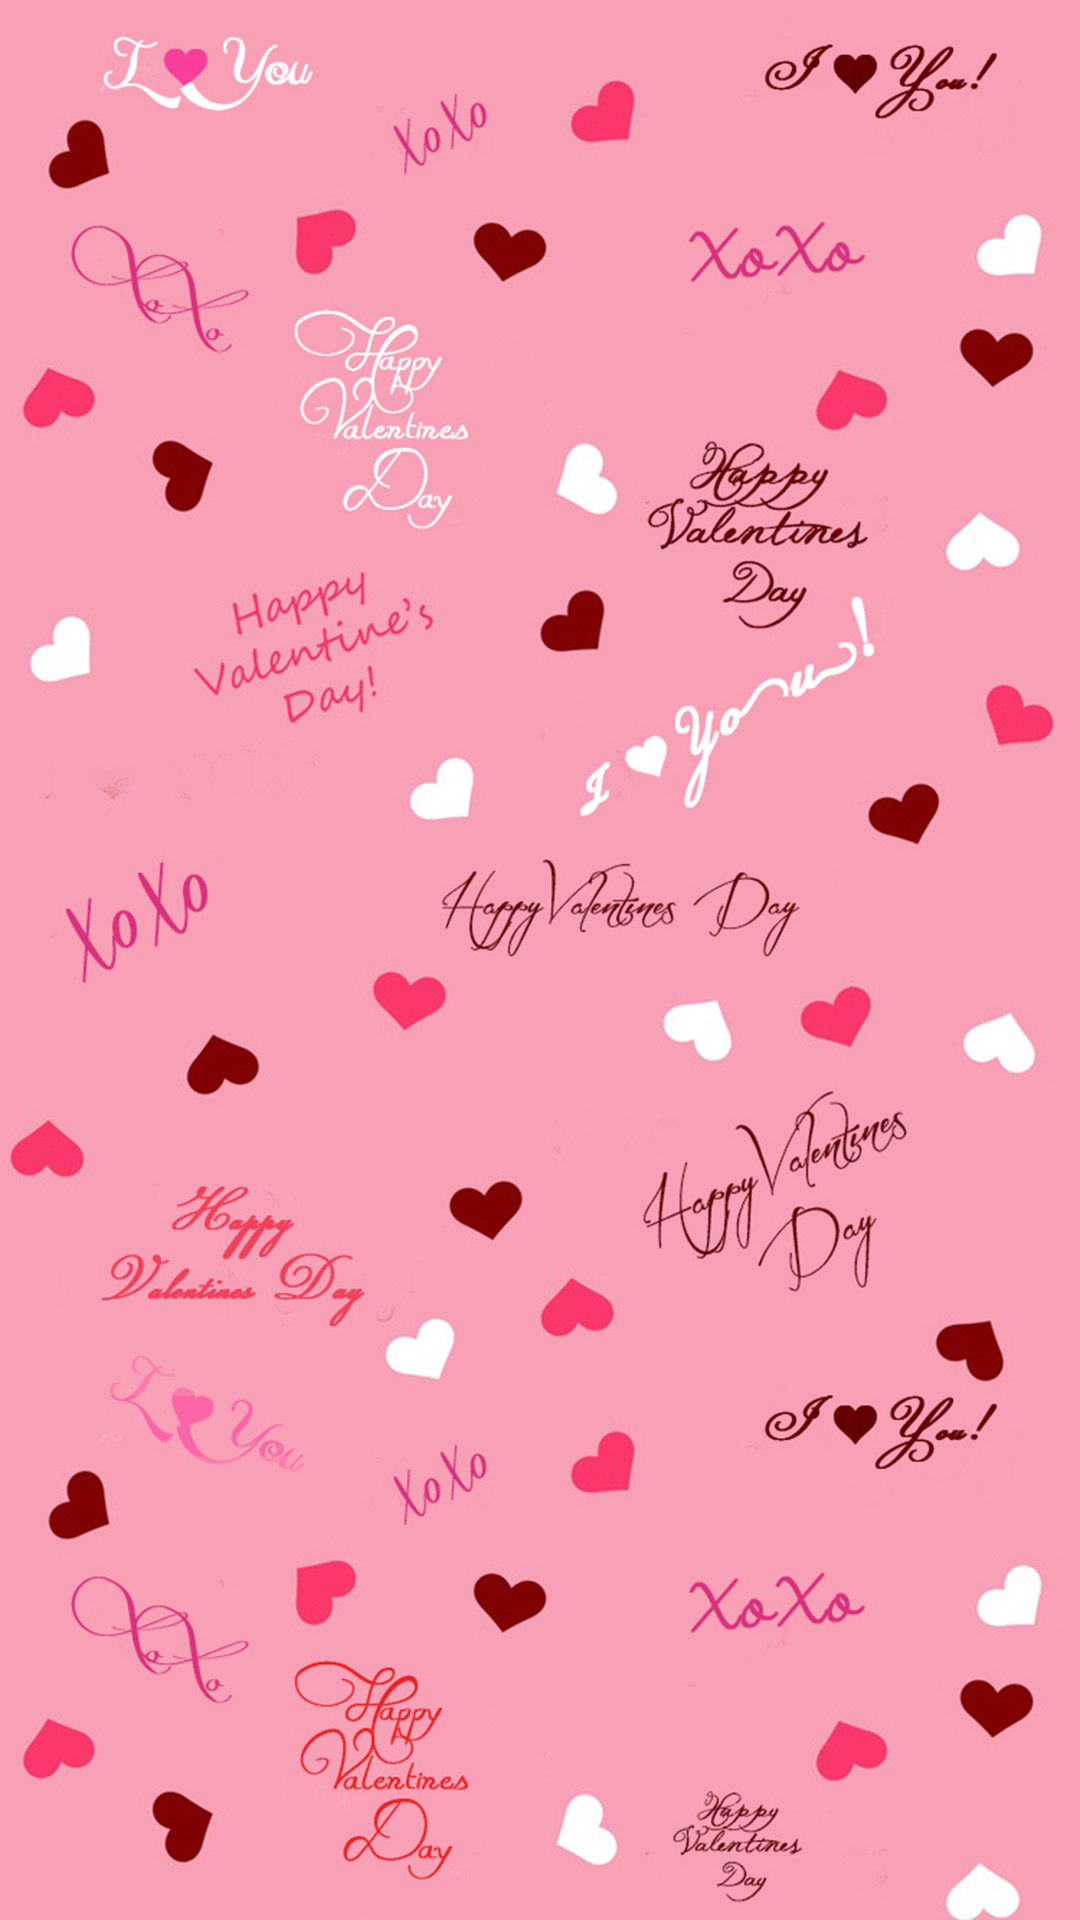 I ♥ You
I ♥ You!
XoXo
XoXo
XoXo
Happy
Valentines
Day
Happy
Valentines
Day
Happy
Valentine's
Day!
I ♥ You!
XoXo
Happy Valentines Day
Happy Valentines
Day
Happy
Valentines Day
I ♥ You
I ♥ You!
XoXo
XoXo
XoXo
Happy
Valentines
Day
Happy
Valentines
Day